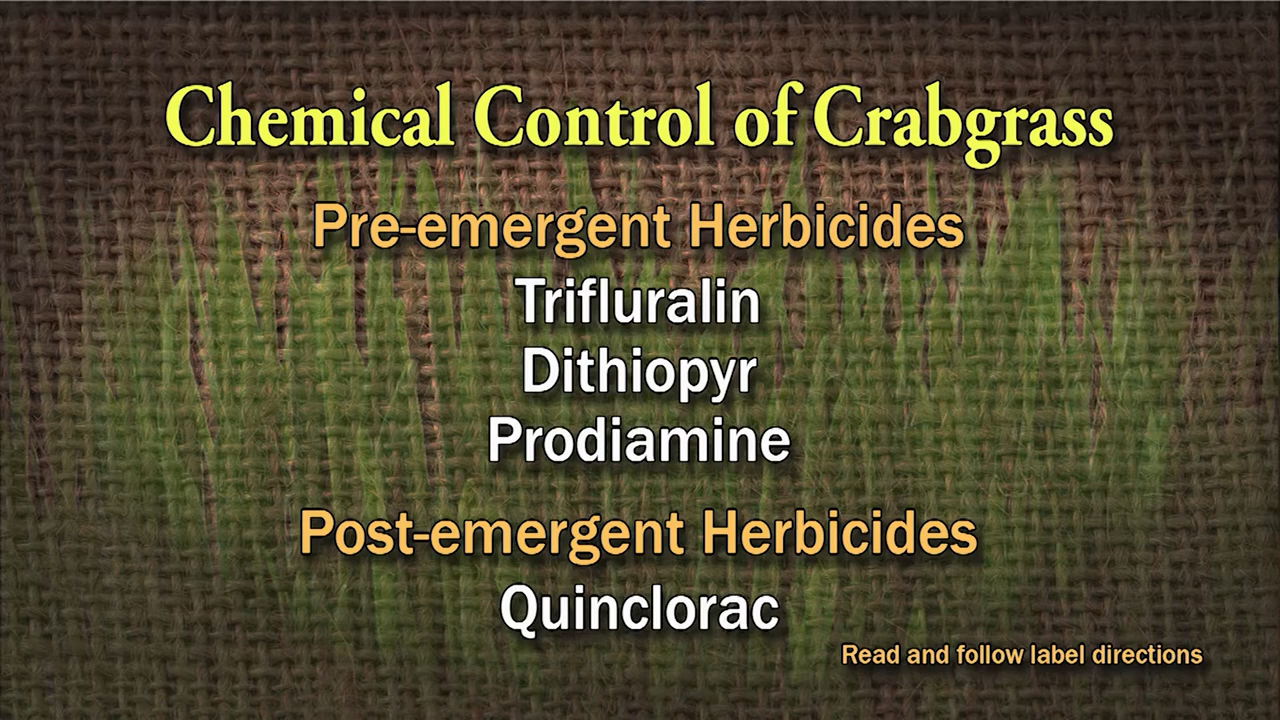 Chemical Control of Crabgrass
Pre-emergent Herbicides
Trifluralin
Dithiopyr
Prodiamine
Post-emergent Herbicides
Quinclorac
Read and follow label directions